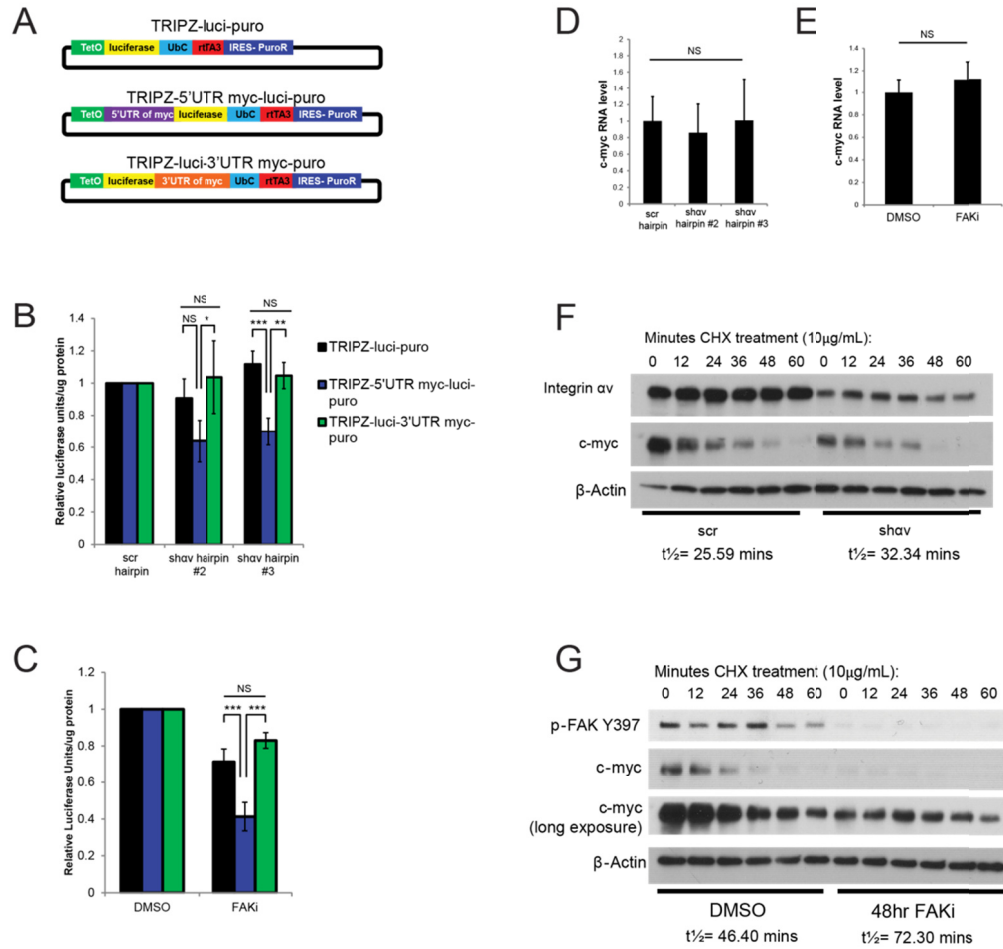 A
TRIPZ-luci-puro
TetO luciferase UbC rtTA3 IRES- PuroR
TRIPZ-5'UTR myc-luci-puro
TetO 5'UTR of myc luciferase UbC rtTA3 IRES- PuroR
TRIPZ-luci-3'UTR myc-puro
TetO luciferase 3'UTR of myc UbC rtTA3 IRES- PuroR
D
c-myc RNA level
2
1.8
1.6
1.4
1.2
1
0.8
0.6
0.4
0.2
0
NS
scr hairpin
shαv hairpin #2
shαv hairpin #3
E
c-myc RNA level
1.4
1.2
1
0.8
0.6
0.4
0.2
0
NS
DMSO
FAKi
B
Relative luciferase units/ug protein
1.4
1.2
1
0.8
0.6
0.4
0.2
0
NS
NS *
NS
*** **
scr hairpin
shαv hairpin #2
shαv hairpin #3
TRIPZ-luci-puro
TRIPZ-5'UTR myc-luci-puro
TRIPZ-luci-3'UTR myc-puro
F
Minutes CHX treatment (10µg/mL):
0 12 24 36 48 60 0 12 24 36 48 60
Integrin αv
c-myc
β-Actin
scr
shαv
t½= 25.59 mins
t½= 32.34 mins
C
Relative Luciferase Units/ug protein
1.2
1
0.8
0.6
0.4
0.2
0
NS
*** ***
DMSO
FAKi
G
Minutes CHX treatment (10µg/mL):
0 12 24 36 48 60 0 12 24 36 48 60
p-FAK Y397
c-myc
c-myc
(long exposure)
β-Actin
DMSO
48hr FAKi
t½= 46.40 mins
t½= 72.30 mins